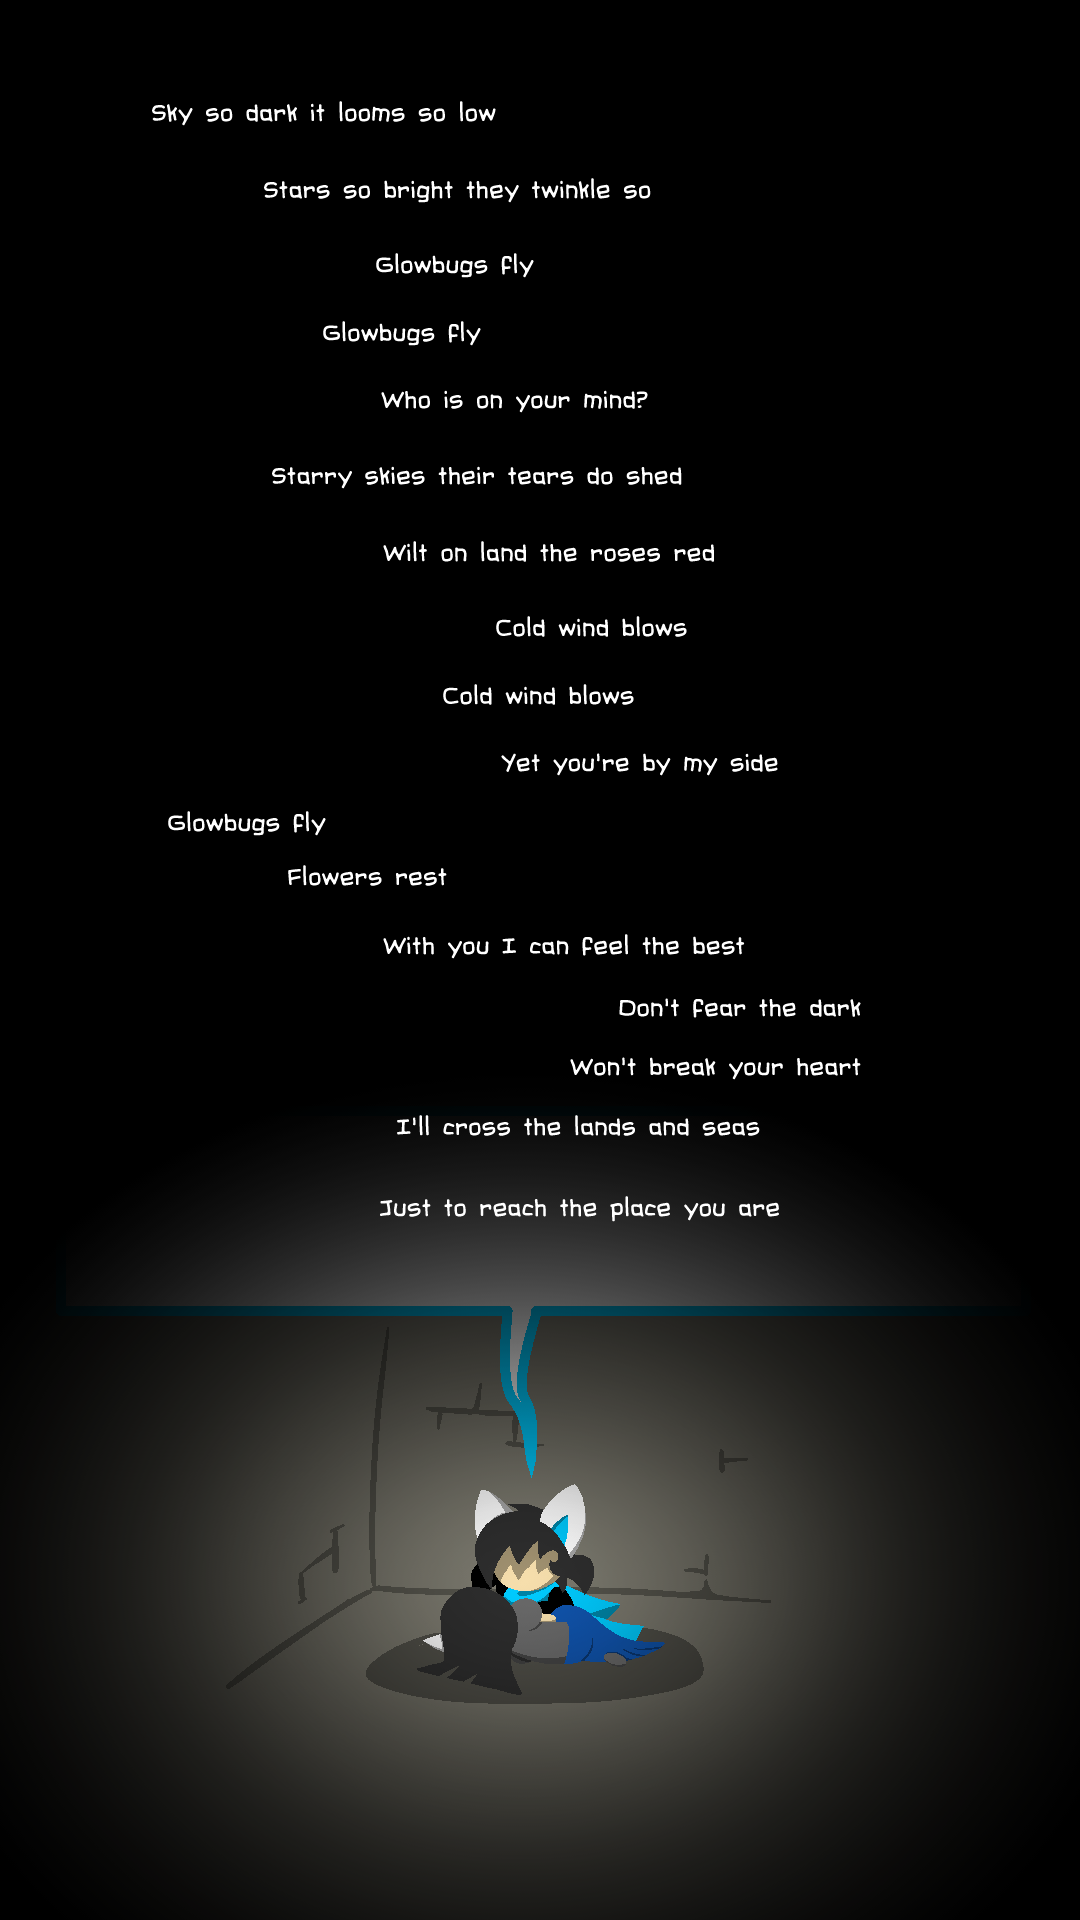 Sky so dark it looms so low
Stars so bright they twinkle so
Glowbugs fly
Glowbugs fly
Who is on your mind?
Starry skies their tears do shed
Wilt on land the roses red
Cold wind blows
Cold wind blows
Yet you're by my side
Glowbugs fly
Flowers rest
With you I can feel the best
Don't fear the dark
Won't break your heart
I'll cross the lands and seas
Just to reach the place you are